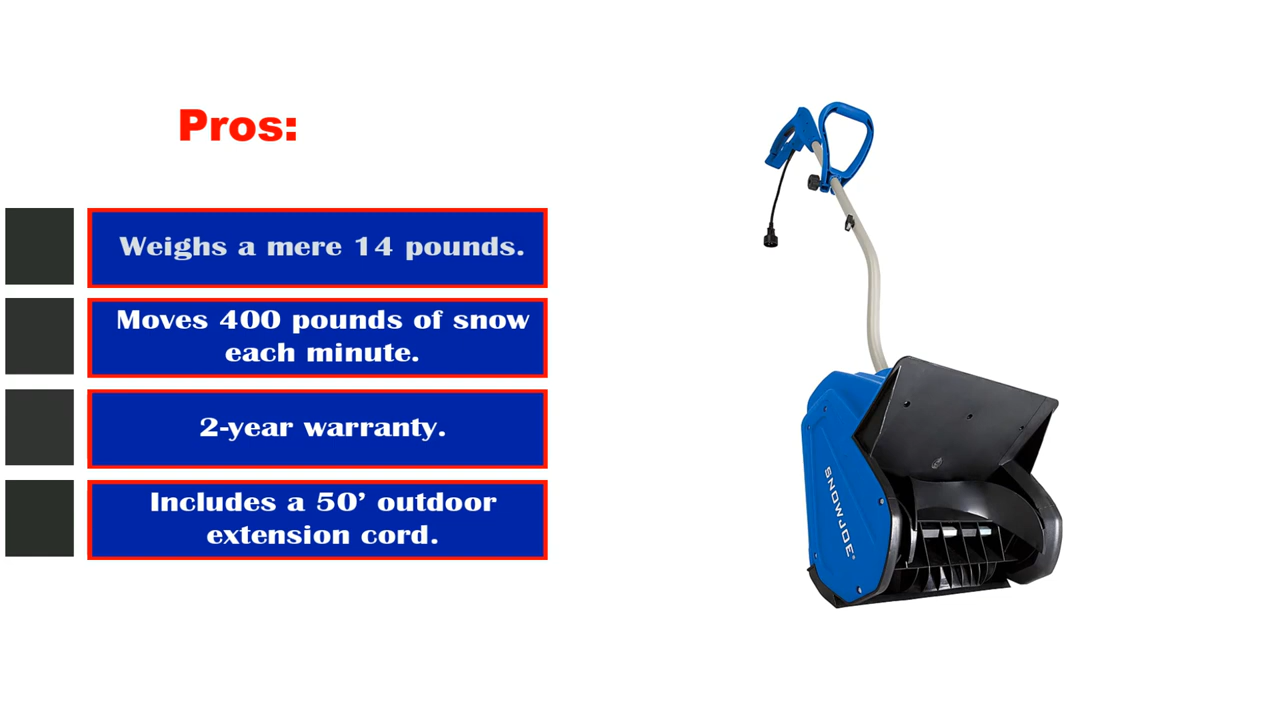 Pros:
Weighs a mere 14 pounds.
Moves 400 pounds of snow
each minute.
2-year warranty.
Includes a 50’ outdoor
extension cord.
SNOWJOE®